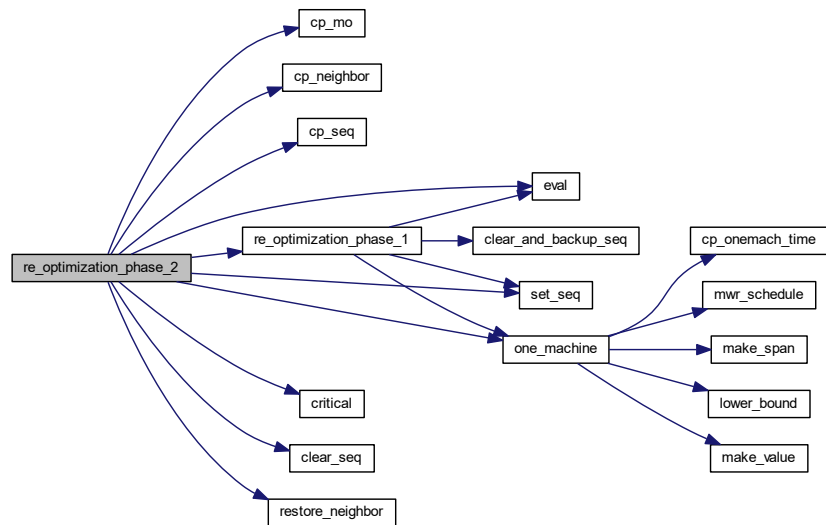 cp_mo
cp_neighbor
cp_seq
eval
re_optimization_phase_1
clear_and_backup_seq
cp_onemach_time
re_optimization_phase_2
set_seq
mwr_schedule
one_machine
make_span
critical
lower_bound
clear_seq
make_value
restore_neighbor